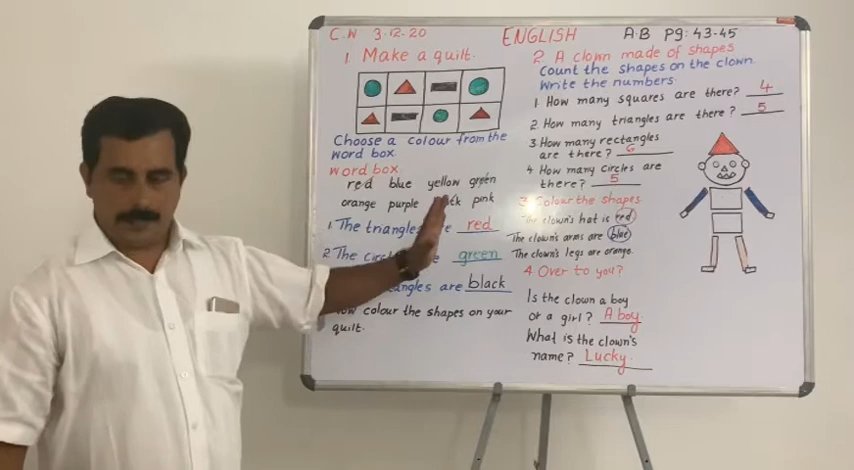 C.W 3-12-20
ENGLISH
A.B Pg: 43-45
1. Make a quilt.
Choose a colour from the
word box.
word box.
red blue yellow green
orange purple pink
1. The triangles are red
2. The circles green
are black
colour the shapes on your
quilt.
2. A clown made of shapes
Count the shapes on the clown.
Write the numbers.
1. How many squares are there? 4
2. How many triangles are there? 5
3. How many rectangles
are there? 6
4 How many circles are
there? 5
3. Colour the shapes
The clown's hat is red
The clown's arms are blue
The clown's legs are orange.
4. Over to you?
Is the clown a boy
or a girl? A boy.
What is the clown's
name? Lucky.